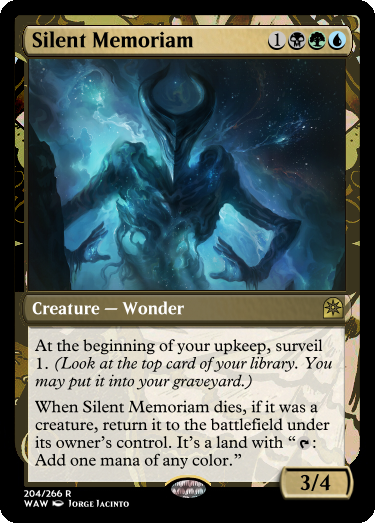 Silent Memoriam 1
Creature — Wonder
At the beginning of your upkeep, surveil
1. (Look at the top card of your library. You
may put it into your graveyard.)
When Silent Memoriam dies, if it was a
creature, return it to the battlefield under
its owner's control. It's a land with “ :
Add one mana of any color.”
3/4
204/266 R
WAW Jorge Jacinto